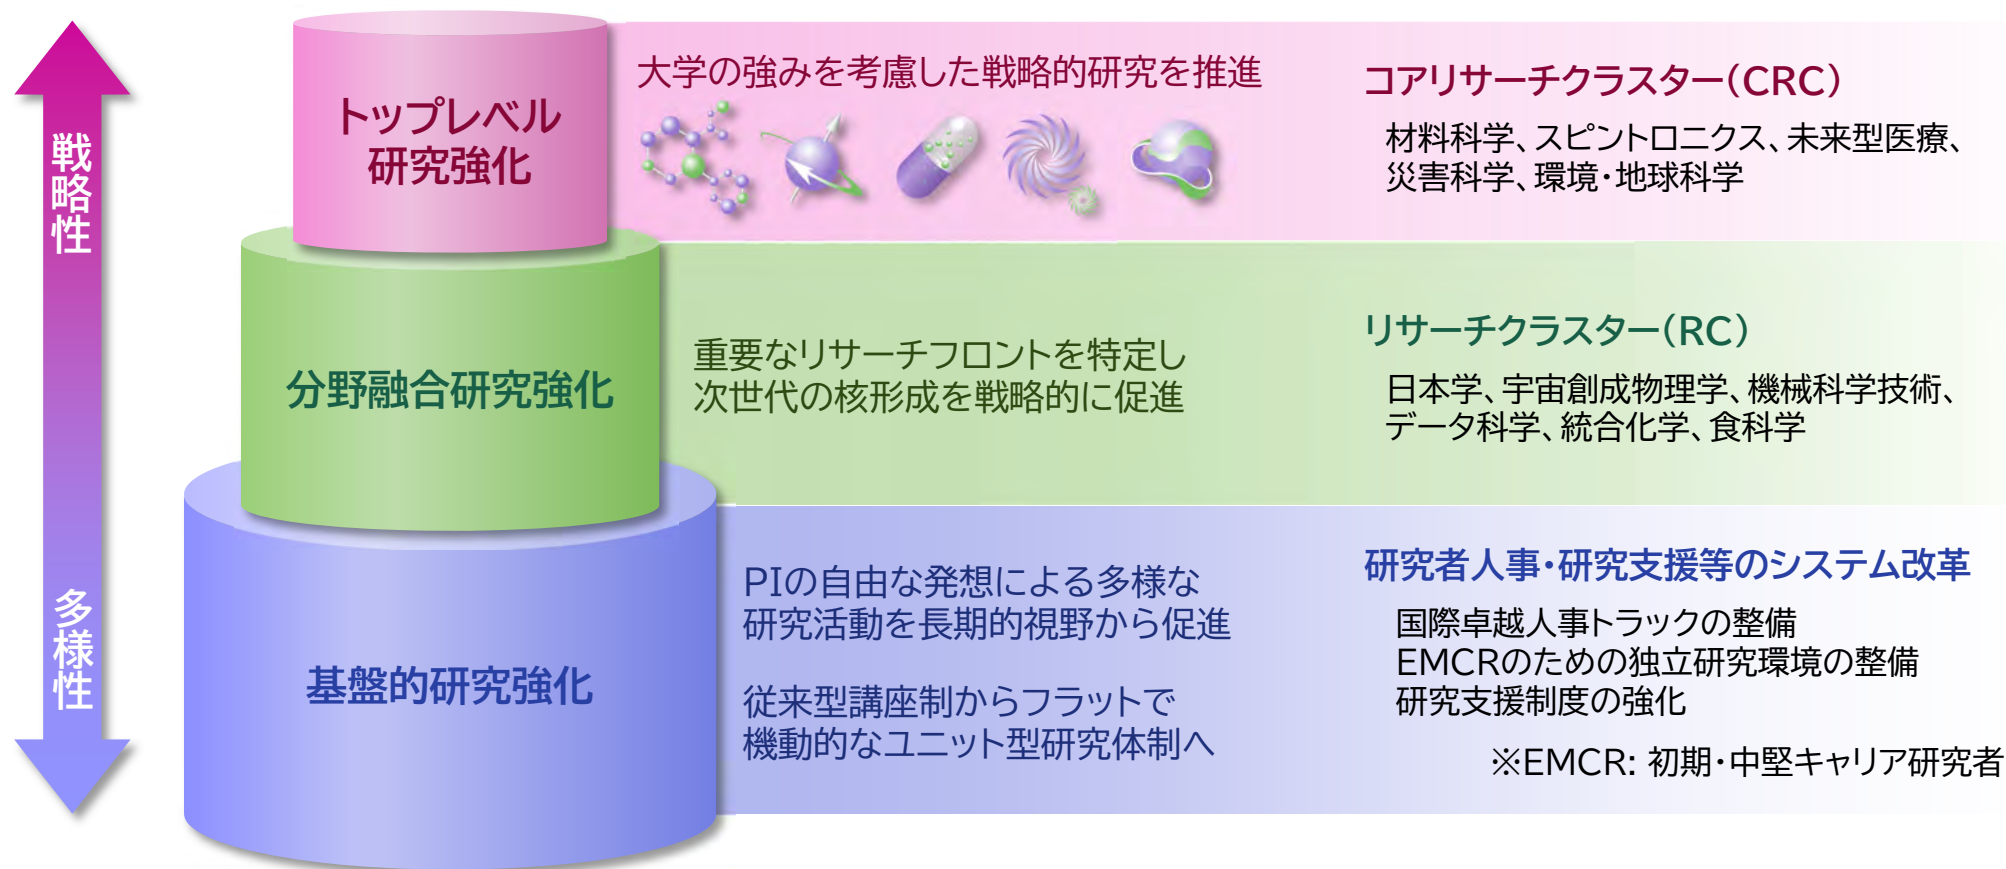 戦略性
多様性
トップレベル
研究強化
大学の強みを考慮した戦略的研究を推進
コアリサーチクラスター(CRC)
材料科学、スピントロニクス、未来型医療、
災害科学、環境・地球科学
分野融合研究強化
重要なリサーチフロントを特定し
次世代の核形成を戦略的に促進
リサーチクラスター(RC)
日本学、宇宙創成物理学、機械科学技術、
データ科学、統合化学、食科学
基盤的研究強化
PIの自由な発想による多様な
研究活動を長期的視野から促進
従来型講座制からフラットで
機動的なユニット型研究体制へ
研究者人事・研究支援等のシステム改革
国際卓越人事トラックの整備
EMCRのための独立研究環境の整備
研究支援制度の強化
※EMCR: 初期・中堅キャリア研究者